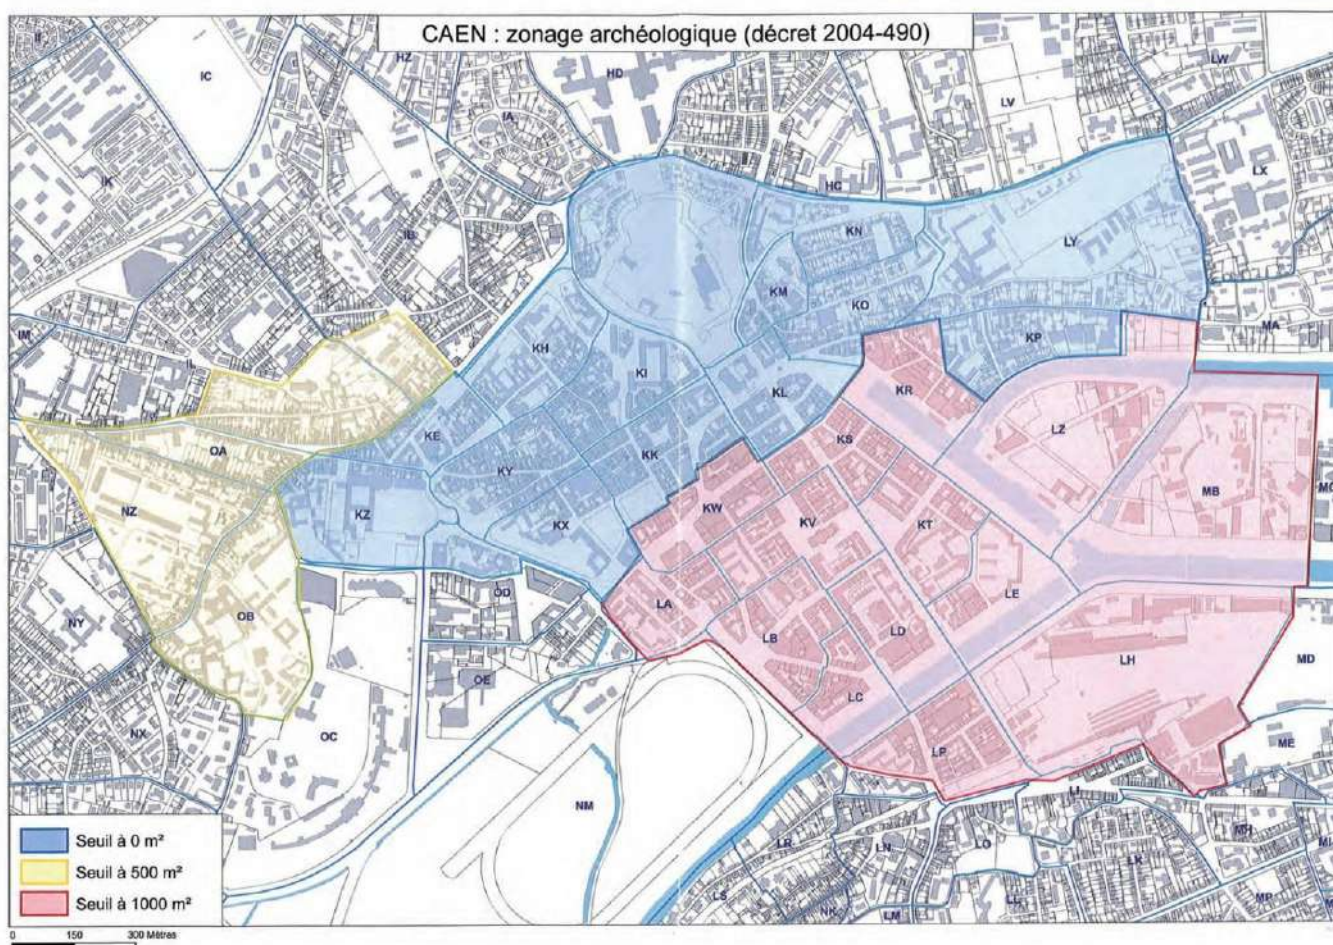 CAEN : zonage archéologique (décret 2004-490)
IC
HZ
HD
LV
LW
IA
IK
HC
LX
IB
KN
LY
KM
KO
IM
IL
KH
KP
MA
KI
KR
KL
OA
KE
KS
LZ
KY
KK
NZ
MB
KZ
KX
KW
KV
KT
OD
LA
LE
NY
OB
LB
LD
LH
MD
OE
LC
NX
OC
LP
ME
NM
LI
MH
LR
LN
LO
LK
LS
NK
LM
LL
MP
Seuil à 0 m²
Seuil à 500 m²
Seuil à 1000 m²
0 150 300 Mètres